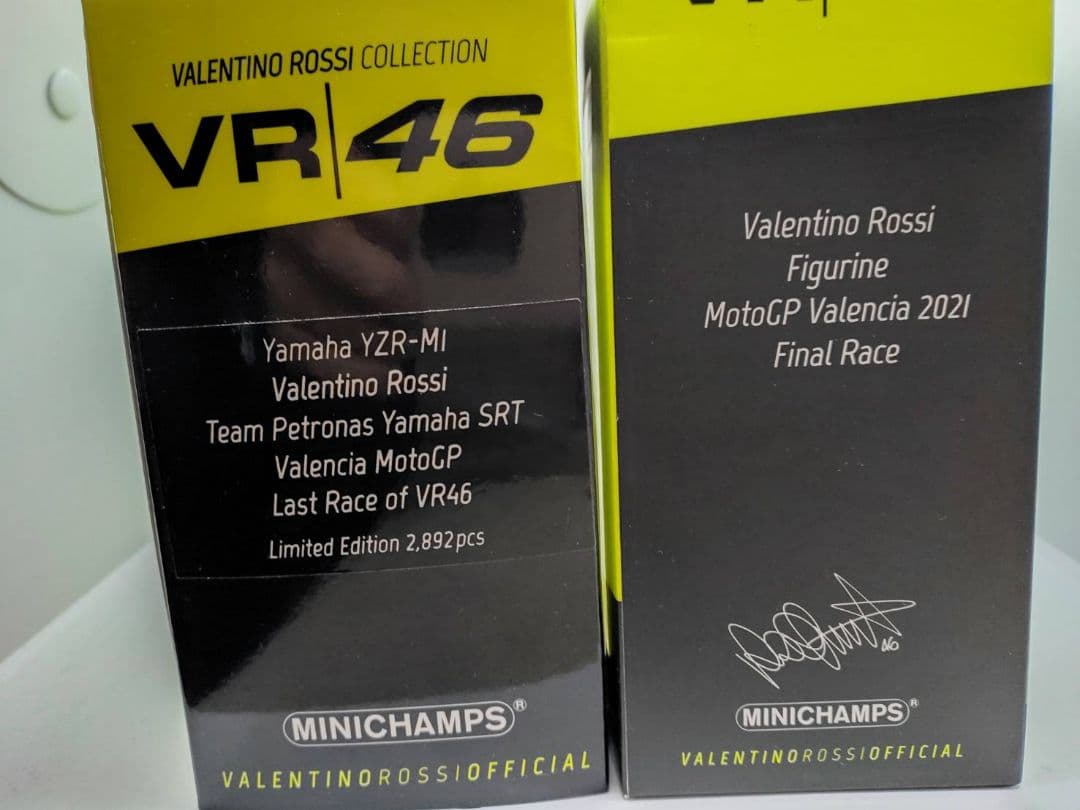 VALENTINO ROSSI COLLECTION
VR|46
Yamaha YZR-M1
Valentino Rossi
Team Petronas Yamaha SRT
Valencia MotoGP
Last Race of VR46
Limited Edition 2,892pcs
MINICHAMPS®
VALENTINOROSSIOFFICIAL
Valentino Rossi
Figurine
MotoGP Valencia 2021
Final Race
46
MINICHAMPS®
VALENTINOROSSIOFFICIAL